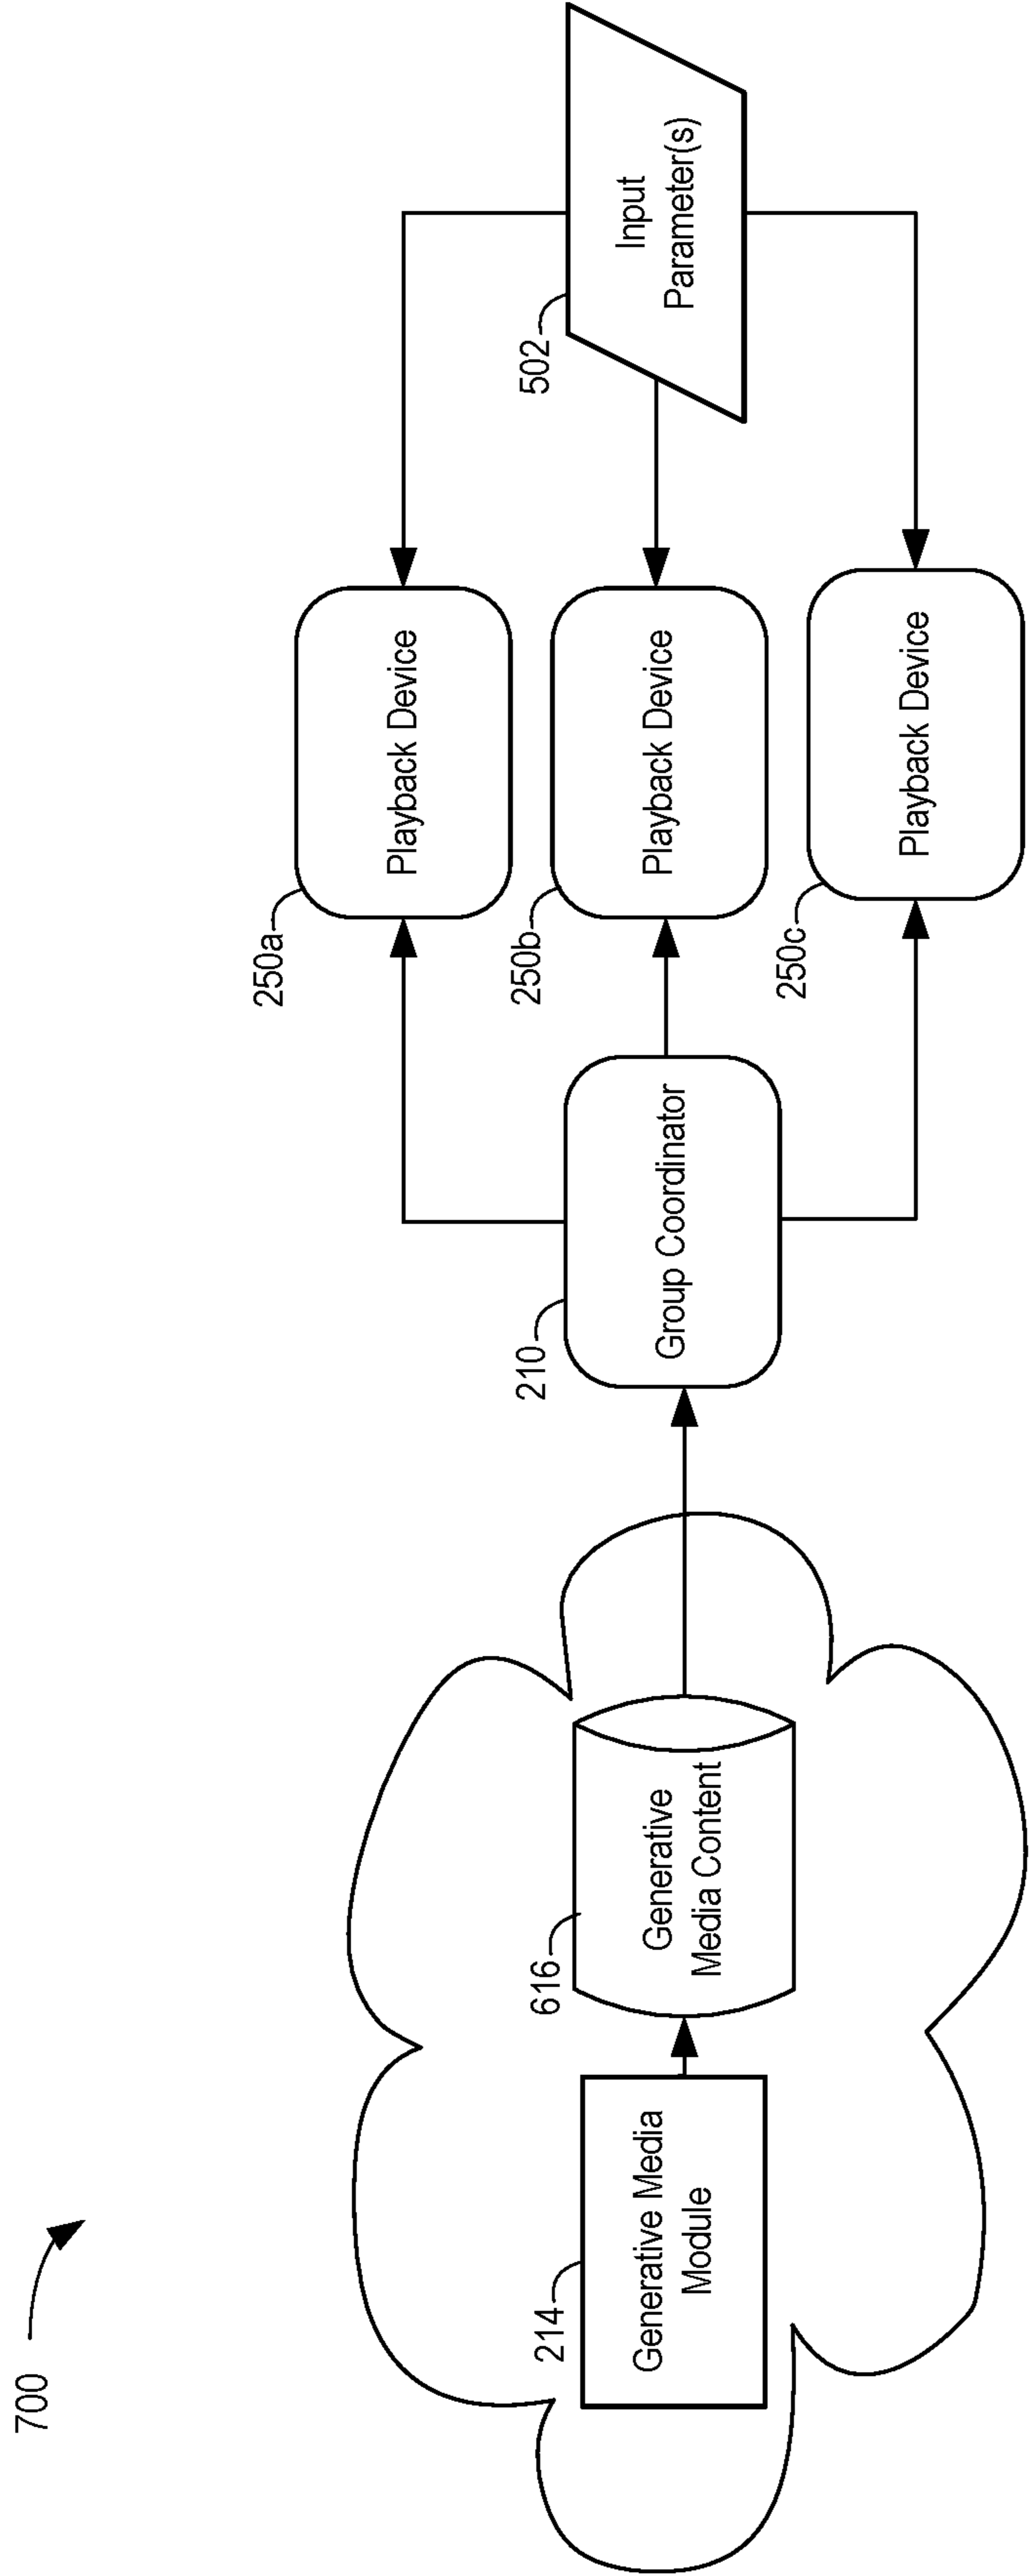 700
214
Generative Media
Module
616
Generative
Media Content
210
Group Coordinator
250a
Playback Device
250b
Playback Device
250c
Playback Device
502
Input
Parameter(s)